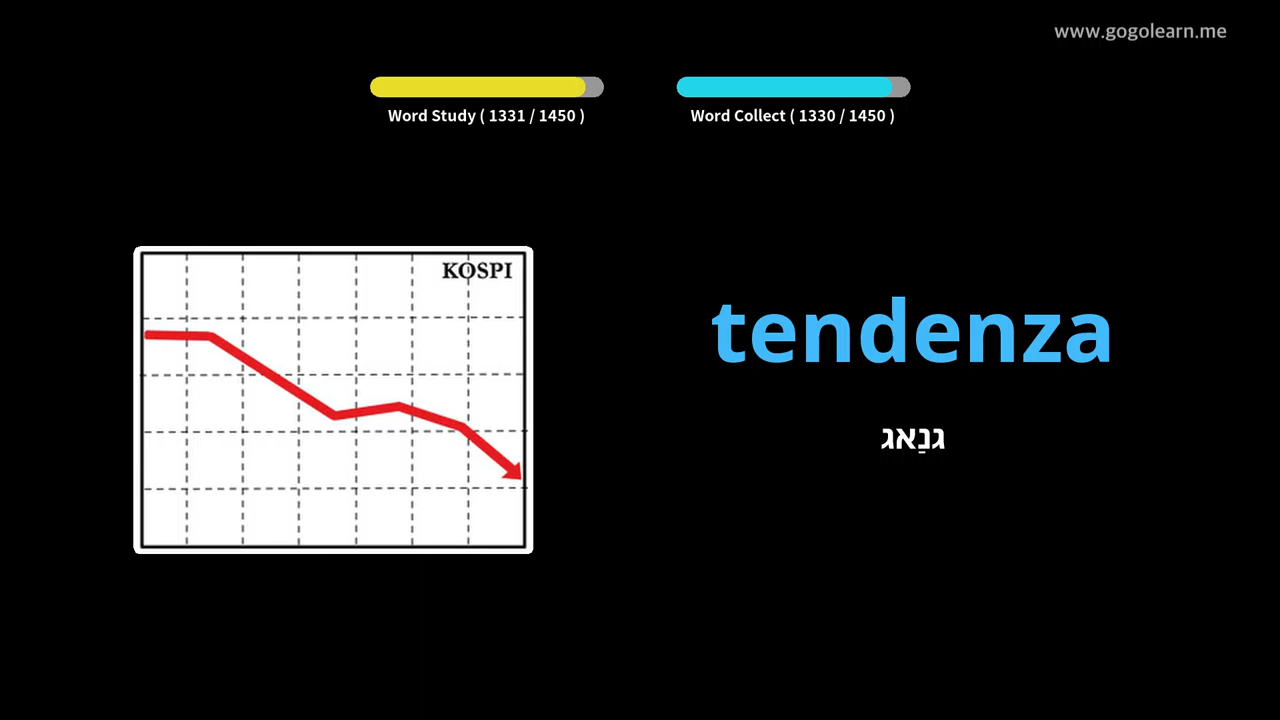 www.gogolearn.me
Word Study ( 1331 / 1450 )
Word Collect ( 1330 / 1450 )
KOSPI
tendenza
גנַאג